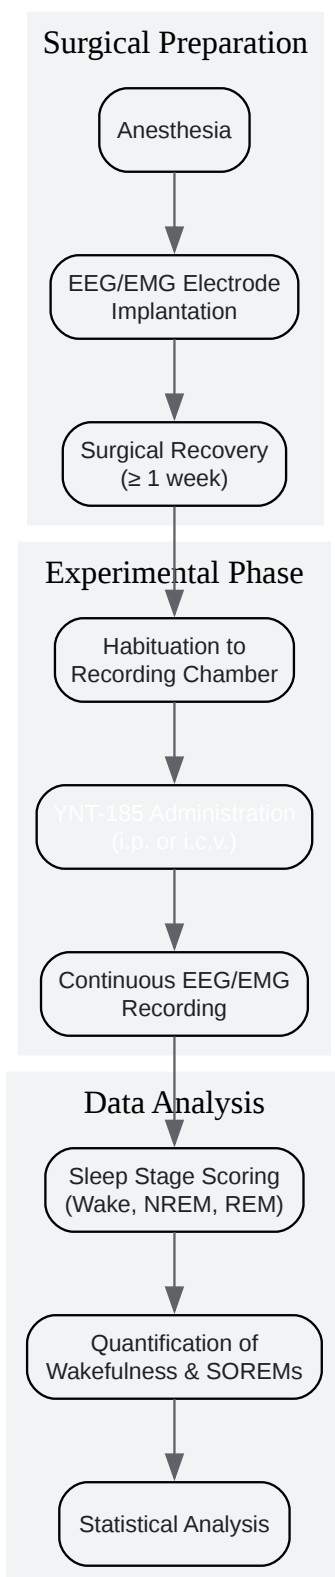 Surgical Preparation
Anesthesia
EEG/EMG Electrode
Implantation
Surgical Recovery
(≥ 1 week)
Experimental Phase
Habituation to
Recording Chamber
YNT-185 Administration
(i.p. or i.c.v.)
Continuous EEG/EMG
Recording
Data Analysis
Sleep Stage Scoring
(Wake, NREM, REM)
Quantification of
Wakefulness & SOREMs
Statistical Analysis